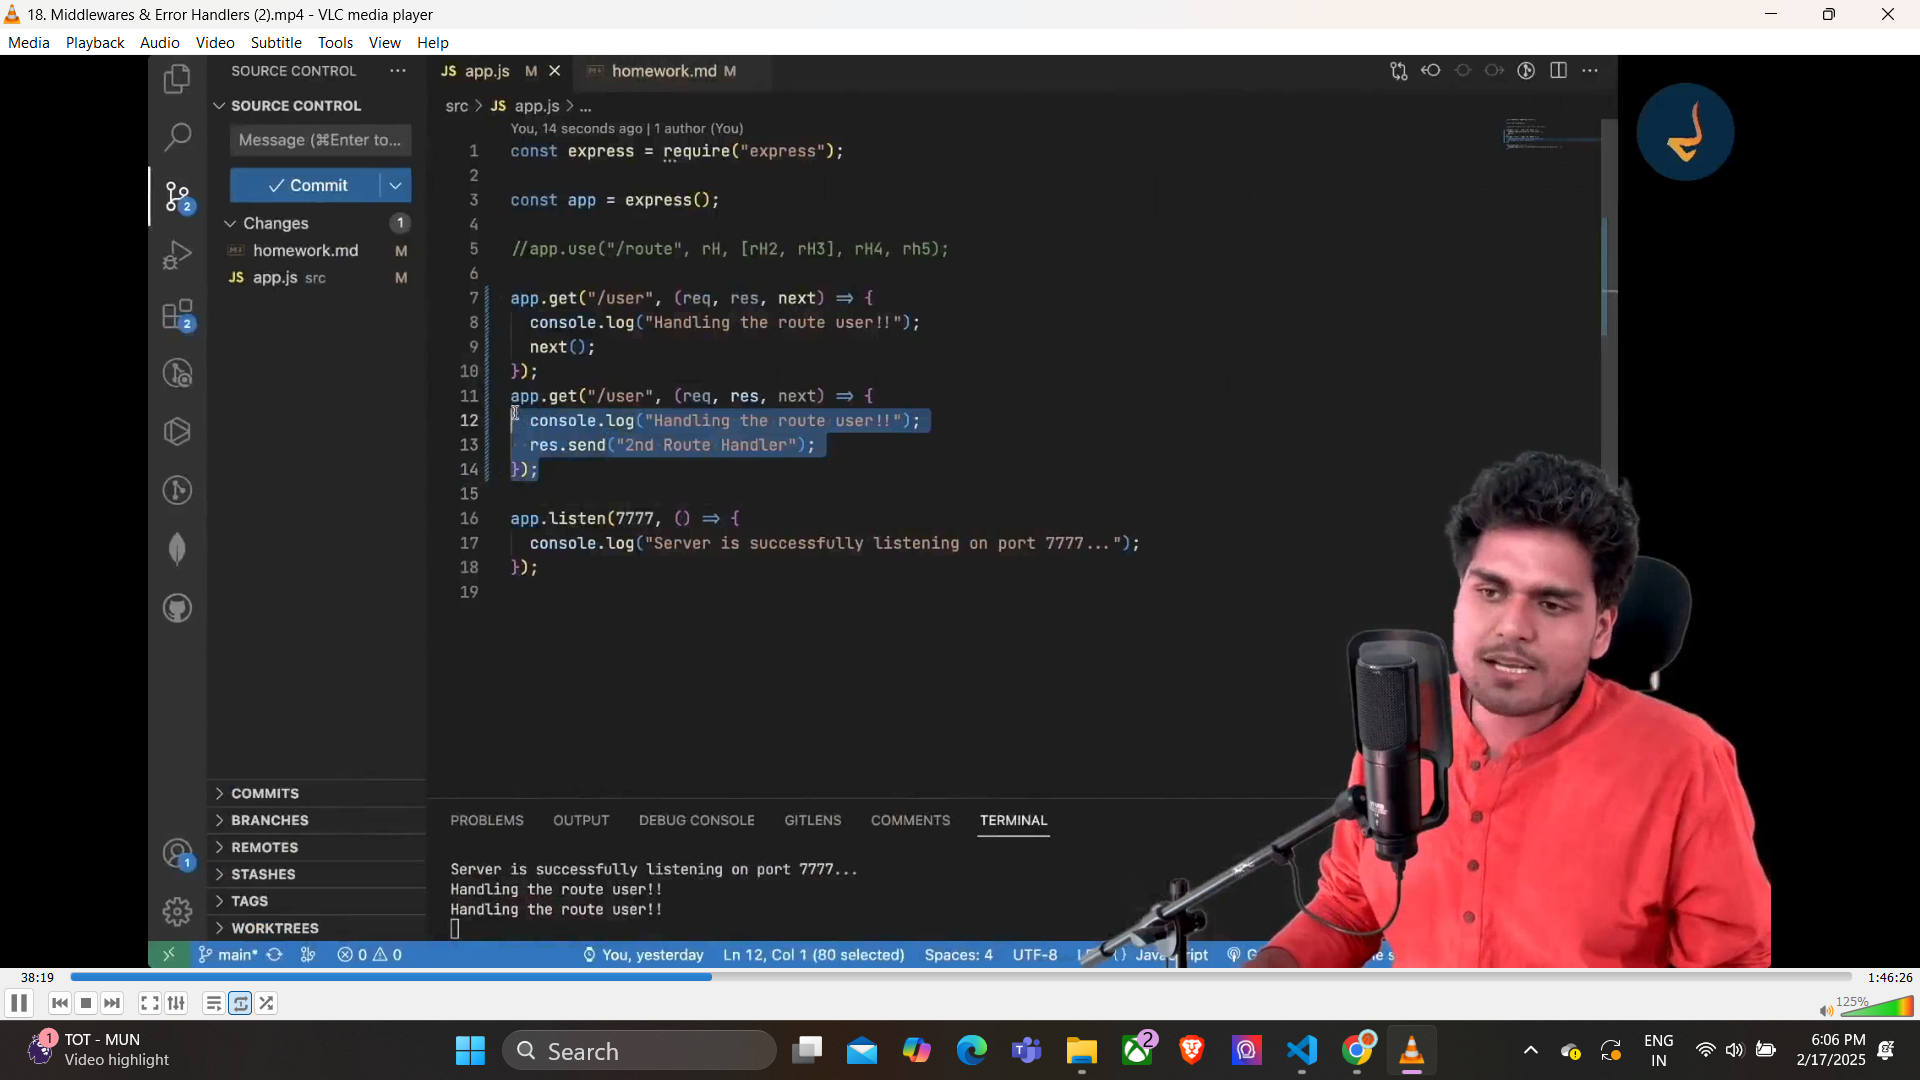 18. Middlewares & Error Handlers (2).mp4 - VLC media player
Media Playback Audio Video Subtitle Tools View Help
SOURCE CONTROL
JS app.js M
homework.md M
SOURCE CONTROL
Message (⌘Enter to...
Commit
2
Changes 1
homework.md M
JS app.js src M
2
src > JS app.js > ...
You, 14 seconds ago | 1 author (You)
1 const express = require("express");
2
3 const app = express();
4
5 //app.use("/route", rH, [rH2, rH3], rH4, rh5);
6
7 app.get("/user", (req, res, next) => {
8 console.log("Handling the route user!!");
9 next();
10 });
11 app.get("/user", (req, res, next) => {
12 console.log("Handling the route user!!");
13 res.send("2nd Route Handler");
14 });
15
16 app.listen(7777, () => {
17 console.log("Server is successfully listening on port 7777...");
18 });
19
COMMITS
BRANCHES
REMOTES
STASHES
TAGS
WORKTREES
1
PROBLEMS OUTPUT DEBUG CONSOLE GITLENS COMMENTS TERMINAL
Server is successfully listening on port 7777...
Handling the route user!!
Handling the route user!!
main* 0 0 You, yesterday Ln 12, Col 1 (80 selected) Spaces: 4 UTF-8
38:19
1:46:26
125%
1
TOT - MUN
Video highlight
Search
2
ENG
IN
6:06 PM
2/17/2025